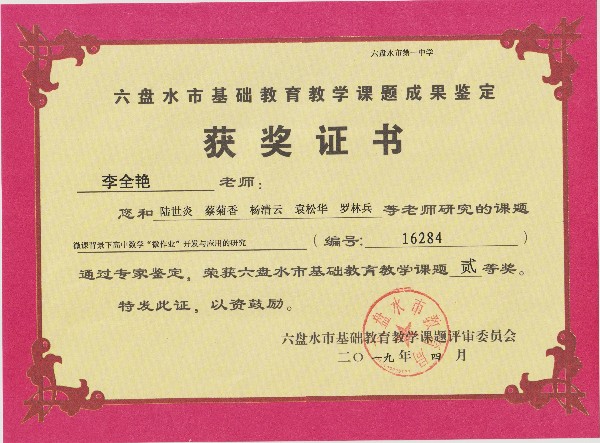 六盘水市第一中学
六盘水市基础教育教学课题成果鉴定
获奖证书
李全艳 老师：
您和 陆世炎 蔡菊香 杨清云 袁松华 罗林兵 等老师研究的课题
微课背景下高中数学“微作业”开发与应用的研究 （编号： 16284 ）
通过专家鉴定，荣获六盘水市基础教育教学课题 贰 等奖。
特发此证，以资鼓励。
六盘水市基础教育教学课题评审委员会
二〇一九年 四 月